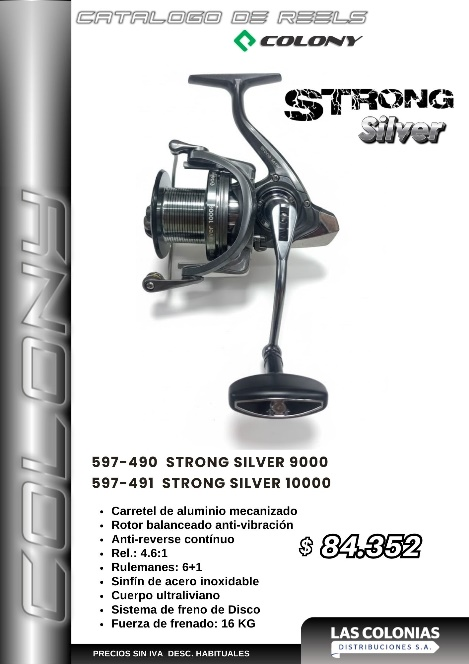 CATALOGO DE REELS
COLONY
STRONG
Silver
COLONY
597-490 STRONG SILVER 9000
597-491 STRONG SILVER 10000
• Carretel de aluminio mecanizado
• Rotor balanceado anti-vibración
• Anti-reverse contínuo
• Rel.: 4.6:1
• Rulemanes: 6+1
• Sinfín de acero inoxidable
• Cuerpo ultraliviano
• Sistema de freno de Disco
• Fuerza de frenado: 16 KG
$ 84.352
LAS COLONIAS
DISTRIBUCIONES S.A.
PRECIOS SIN IVA DESC. HABITUALES